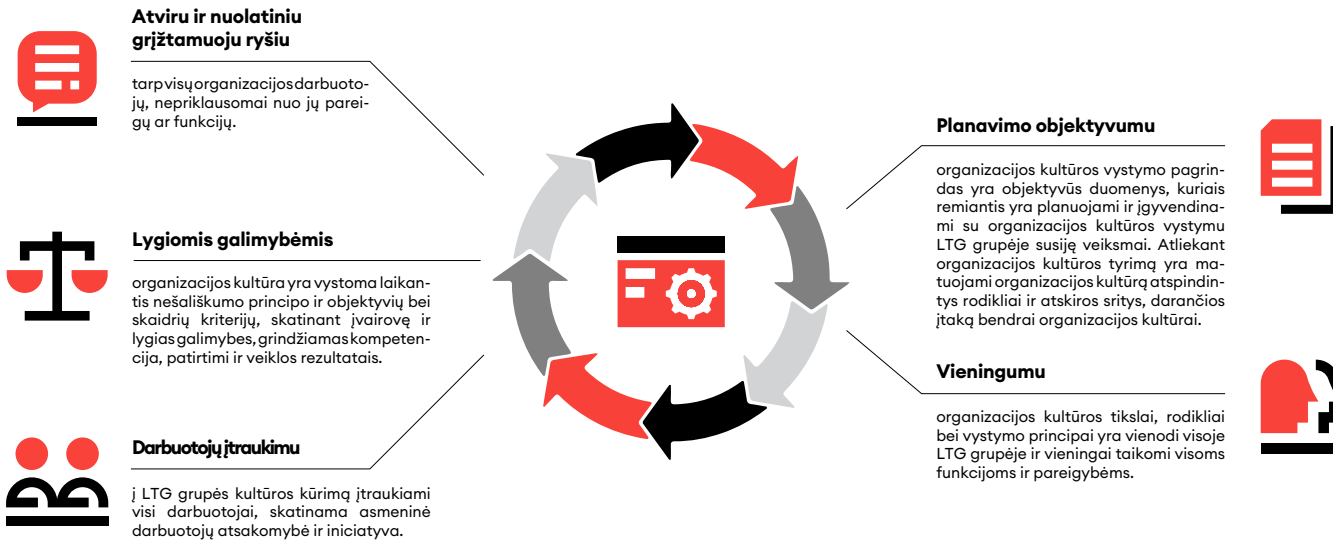 Atviru ir nuolatiniu
grįžtamuoju ryšiu
tarp visų organizacijos darbuoto-
jų, nepriklausomai nuo jų parei-
gų ar funkcijų.
Lygiomis galimybėmis
organizacijos kultūra yra vystoma laikan-
tis nešališkumo principo ir objektyvių bei
skaidrių kriterijų, skatinant įvairovę ir
lygias galimybes, grindžiamas kompeten-
cija, patirtimi ir veiklos rezultatais.
Darbuotojų įtraukimu
į LTG grupės kultūros kūrimą įtraukiami
visi darbuotojai, skatinama asmeninė
darbuotojų atsakomybė ir iniciatyva.
Planavimo objektyvumu
organizacijos kultūros vystymo pagrin-
das yra objektyvūs duomenys, kuriais
remiantis yra planuojami ir įgyvendina-
mi su organizacijos kultūros vystymu
LTG grupėje susiję veiksmai. Atliekant
organizacijos kultūros tyrimą yra ma-
tuojami organizacijos kultūrą atspindin-
tys rodikliai ir atskiros sritys, darančios
įtaką bendrai organizacijos kultūrai.
Vieningumu
organizacijos kultūros tikslai, rodikliai
bei vystymo principai yra vienodi visoje
LTG grupėje ir vieningai taikomi visoms
funkcijoms ir pareigybėms.